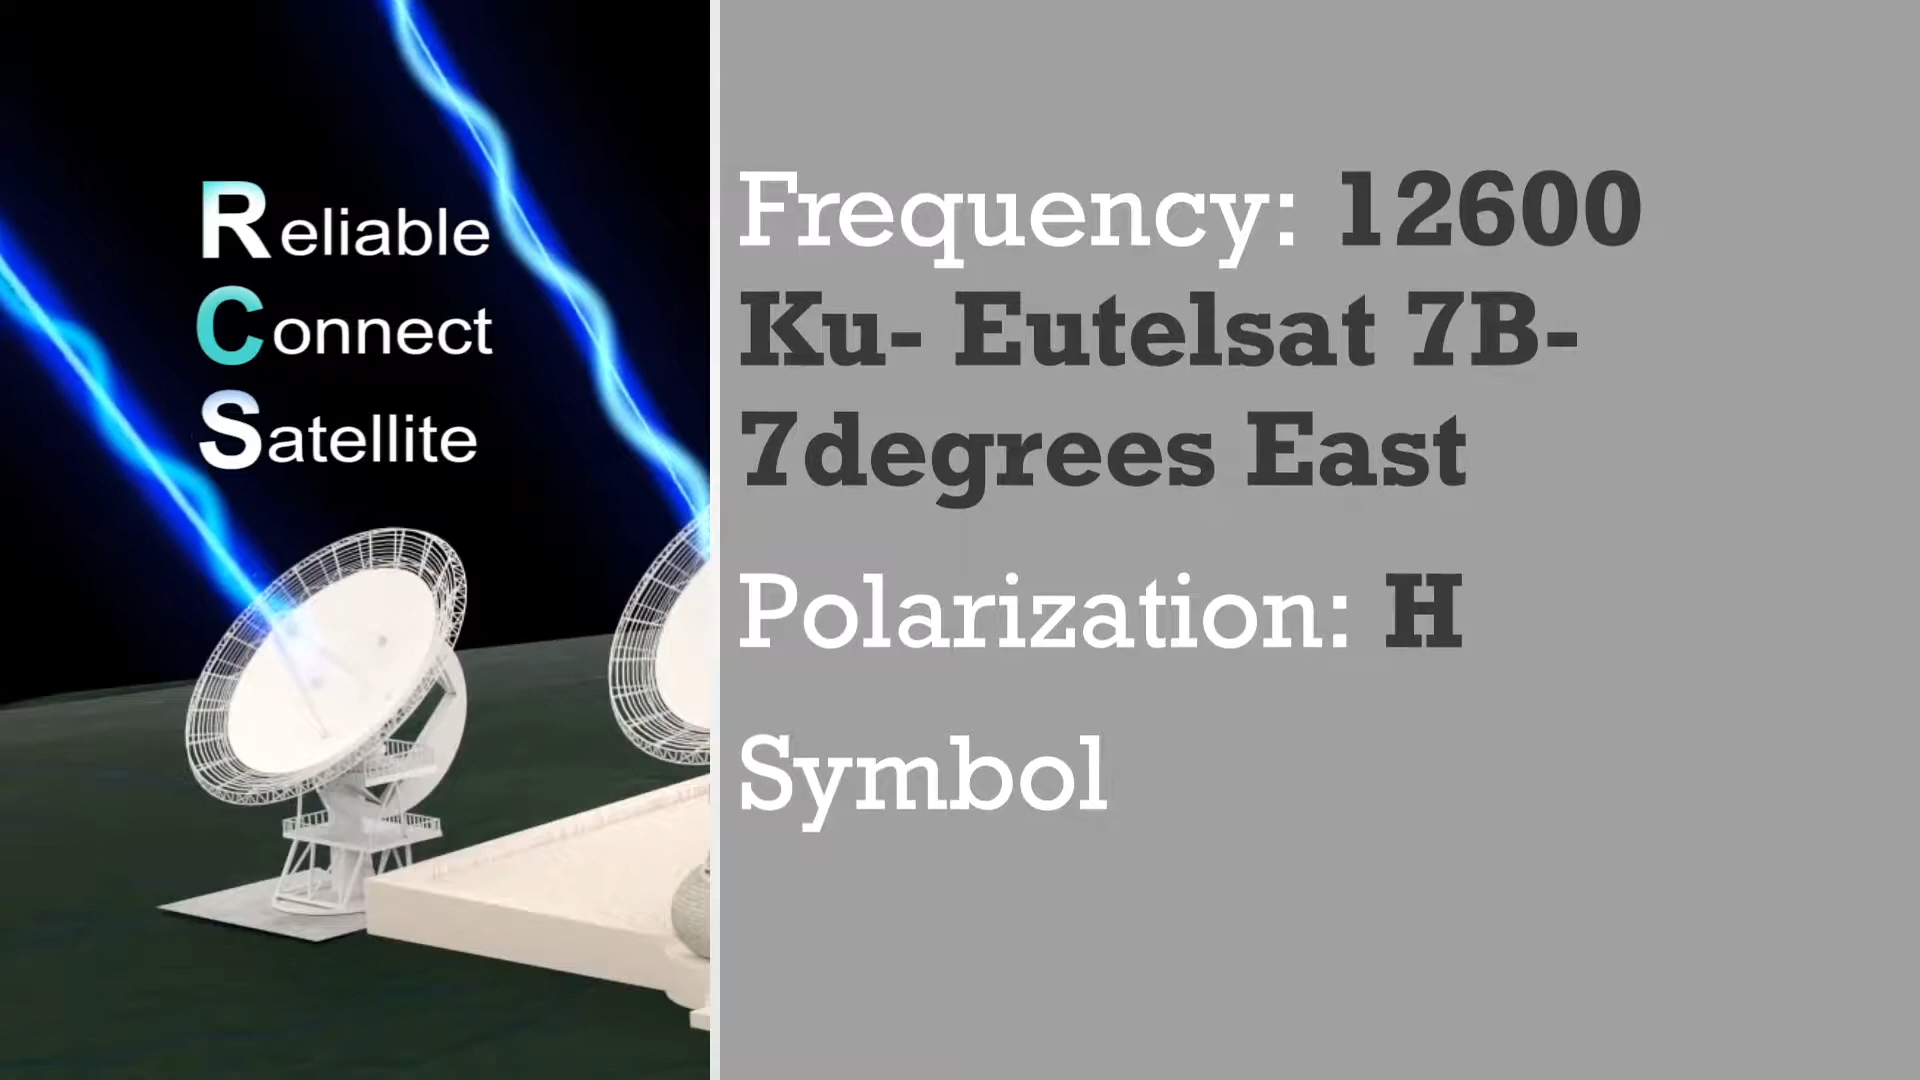 Reliable
Connect
Satellite
Frequency: 12600
Ku- Eutelsat 7B-
7degrees East
Polarization: H
Symbol